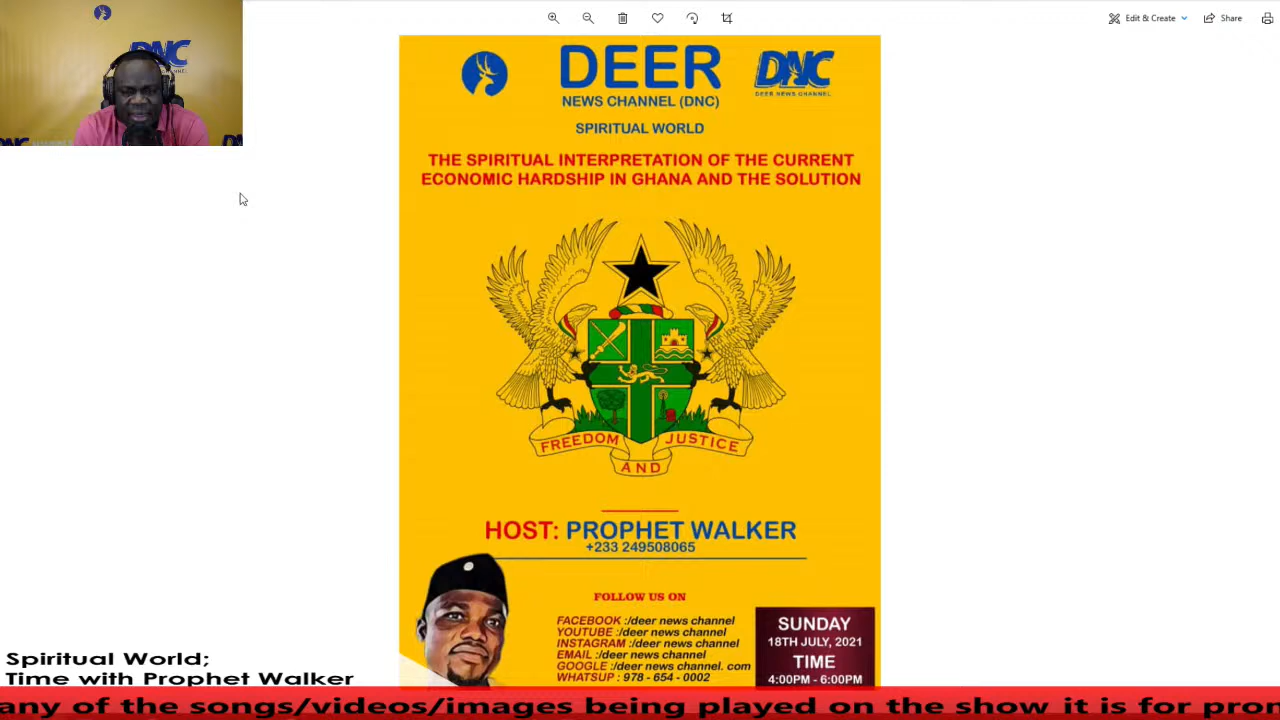 Edit & Create
Share
DNC
DEER
NEWS CHANNEL (DNC)
DNC
DEER NEWS CHANNEL
SPIRITUAL WORLD
THE SPIRITUAL INTERPRETATION OF THE CURRENT
ECONOMIC HARDSHIP IN GHANA AND THE SOLUTION
FREEDOM
JUSTICE
AND
HOST: PROPHET WALKER
+233 249508065
FOLLOW US ON
FACEBOOK :/deer news channel
YOUTUBE :/deer news channel
INSTAGRAM :/deer news channel
EMAIL :/deer news channel
GOOGLE :/deer news channel. com
WHATSUP : 978 - 654 - 0002
SUNDAY
18TH JULY, 2021
TIME
4:00PM - 6:00PM
Spiritual World;
Time with Prophet Walker
any of the songs/videos/images being played on the show it is for pron